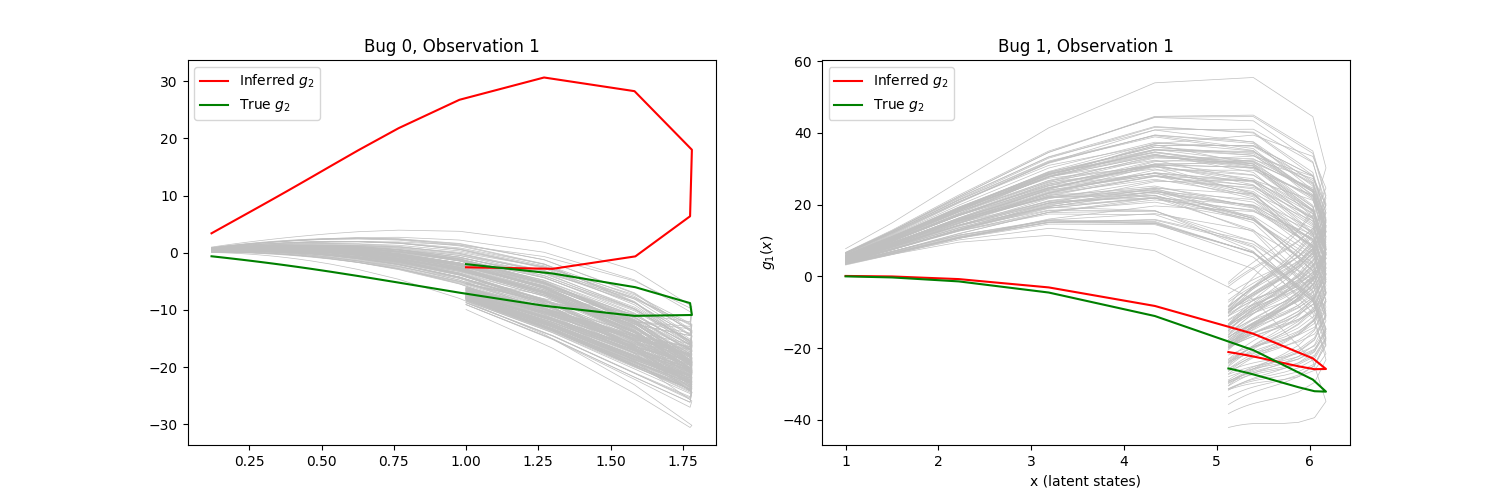 Bug 0, Observation 1
Inferred g₂
True g₂
30
20
10
0
−10
−20
−30
0.25 0.50 0.75 1.00 1.25 1.50 1.75
Bug 1, Observation 1
Inferred g₂
True g₂
60
40
20
0
−20
−40
g₁(x)
1 2 3 4 5 6
x (latent states)